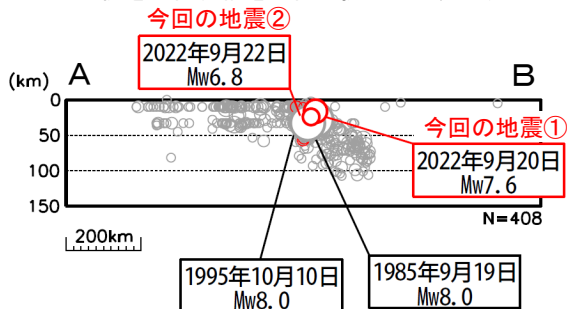 今回の地震②
2022年9月22日
Mw6.8
(km)
A
B
0
50
100
150
今回の地震①
2022年9月20日
Mw7.6
N=408
200km
1995年10月10日
Mw8.0
1985年9月19日
Mw8.0